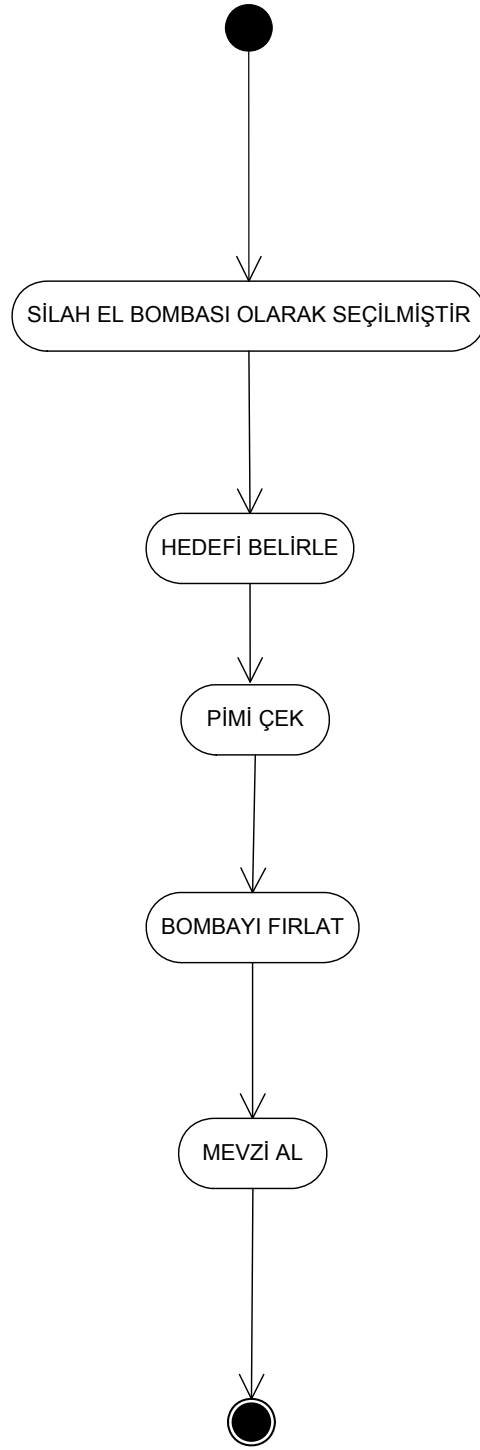 SİLAH EL BOMBASI OLARAK SEÇİLMİŞTİR
HEDEFİ BELİRLE
PİMİ ÇEK
BOMBAYI FIRLAT
MEVZİ AL